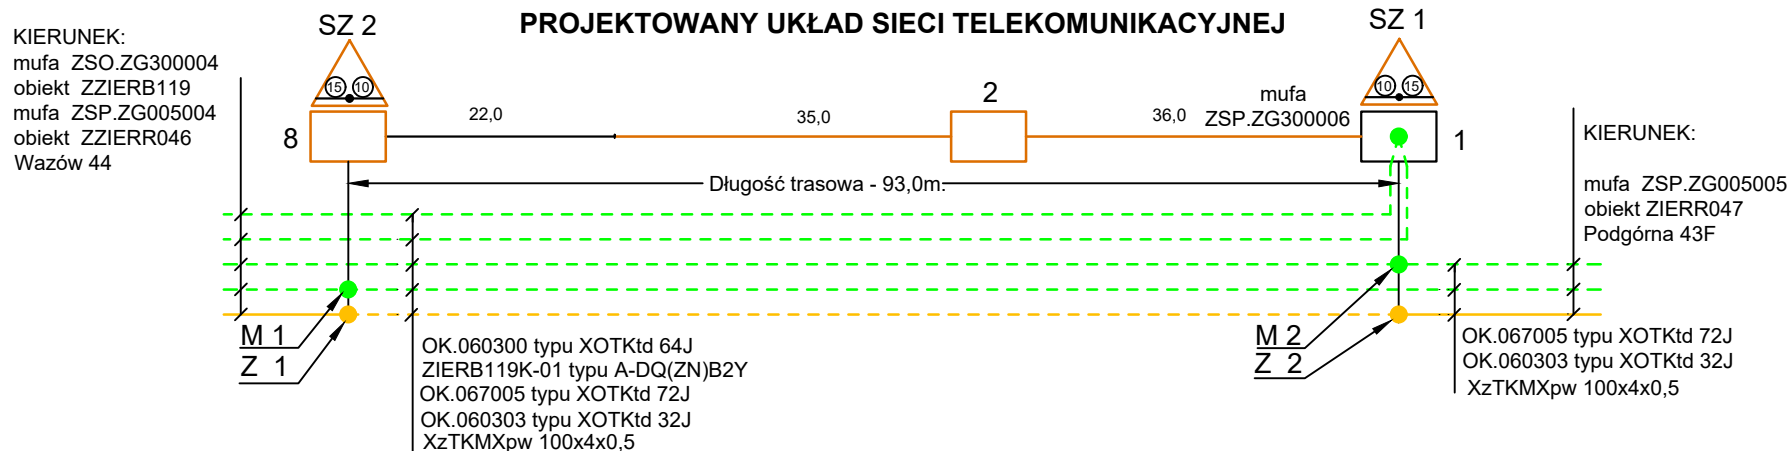 PROJEKTOWANY UKŁAD SIECI TELEKOMUNIKACYJNEJ
KIERUNEK:
mufa ZSO.ZG300004
obiekt ZZIERB119
mufa ZSP.ZG005004
obiekt ZZIERR046
Wazów 44
SZ 2
15 10
8
22,0
35,0
2
36,0
mufa
ZSP.ZG300006
SZ 1
10 15
1
KIERUNEK:
mufa ZSP.ZG005005
obiekt ZIERR047
Podgórna 43F
Długość trasowa - 93,0m.
M 1
Z 1
OK.060300 typu XOTKtd 64J
ZIERB119K-01 typu A-DQ(ZN)B2Y
OK.067005 typu XOTKtd 72J
OK.060303 typu XOTKtd 32J
XzTKMXpw 100x4x0,5
M 2
Z 2
OK.067005 typu XOTKtd 72J
OK.060303 typu XOTKtd 32J
XzTKMXpw 100x4x0,5